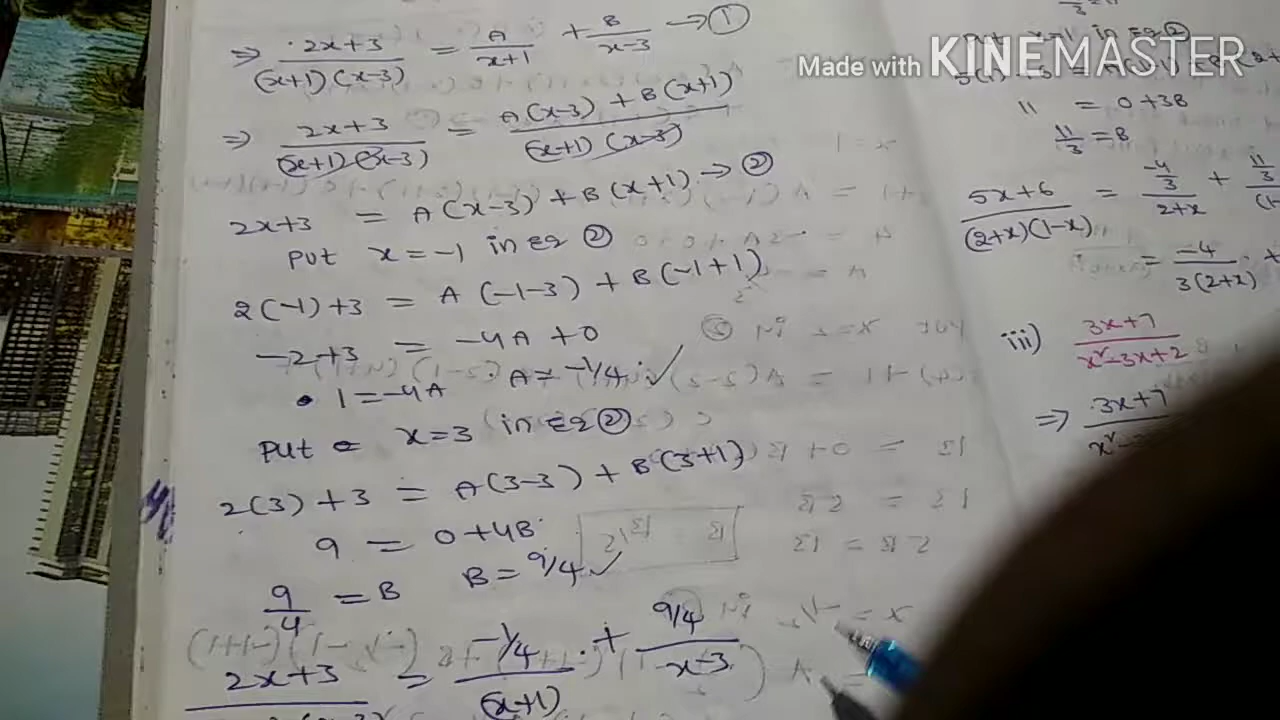 ⇒ 2x+3 / (x+1)(x-3) = A / x+1 + B / x-3 → ①
⇒ 2x+3 / (x+1)(x-3) = A(x-3) + B(x+1) / (x+1)(x-3)
2x+3 = A(x-3) + B(x+1) → ②
Put x = -1 in Eq ②
2(-1)+3 = A(-1-3) + B(-1+1)
-2+3 = -4A + 0
1 = -4A A = -1/4 ✓
Put x=3 in Eq ②
2(3)+3 = A(3-3) + B(3+1)
9 = 0+4B
9/4 = B B = 9/4 ✓
2x+3 = -1/4 / (x+1) + 9/4 / x-3
Made with KINEMASTER
x=1 in Eq ②
11 = 0+3B
11/3 = B
5x+6 / (2+x)(1-x) = -4/3 / 2+x + 11/3 / (1-
= -4 / 3(2+x) +
iii) 3x+7 / x²-3x+2
⇒ 3x+7